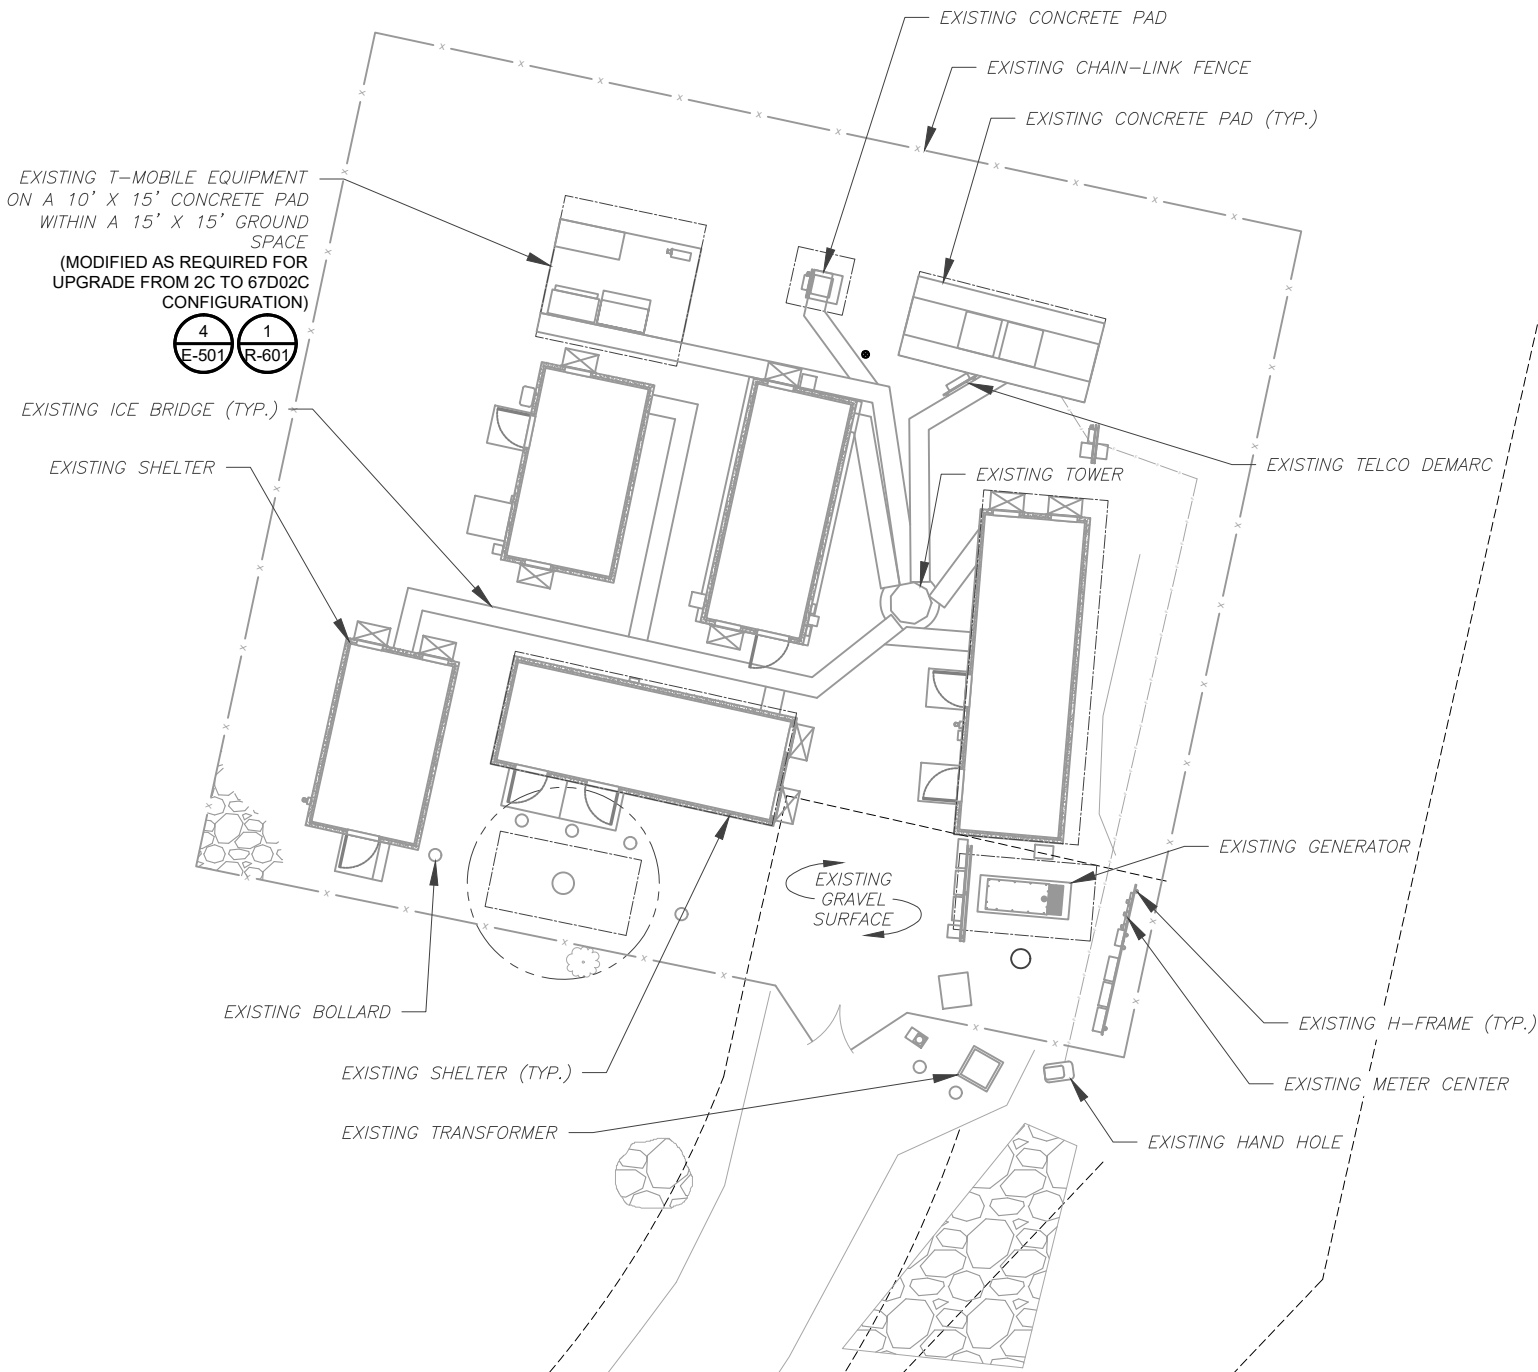 EXISTING CONCRETE PAD
EXISTING CHAIN-LINK FENCE
EXISTING CONCRETE PAD (TYP.)
EXISTING T-MOBILE EQUIPMENT
ON A 10' X 15' CONCRETE PAD
WITHIN A 15' X 15' GROUND
SPACE
(MODIFIED AS REQUIRED FOR
UPGRADE FROM 2C TO 67D02C
CONFIGURATION)
4 1
E-501 R-601
EXISTING ICE BRIDGE (TYP.)
EXISTING SHELTER
EXISTING TOWER
EXISTING TELCO DEMARC
EXISTING GENERATOR
EXISTING
GRAVEL
SURFACE
EXISTING BOLLARD
EXISTING H-FRAME (TYP.)
EXISTING SHELTER (TYP.)
EXISTING METER CENTER
EXISTING TRANSFORMER
EXISTING HAND HOLE